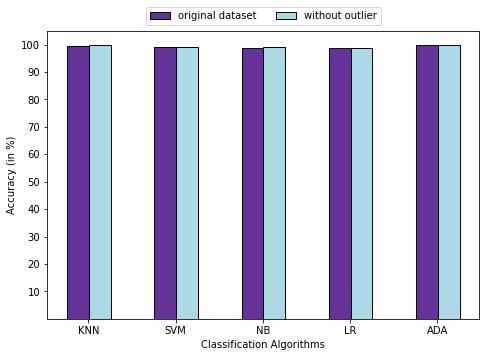 original dataset without outlier
100
90
80
70
60
50
40
30
20
10
Accuracy (in %)
KNN SVM NB LR ADA
Classification Algorithms